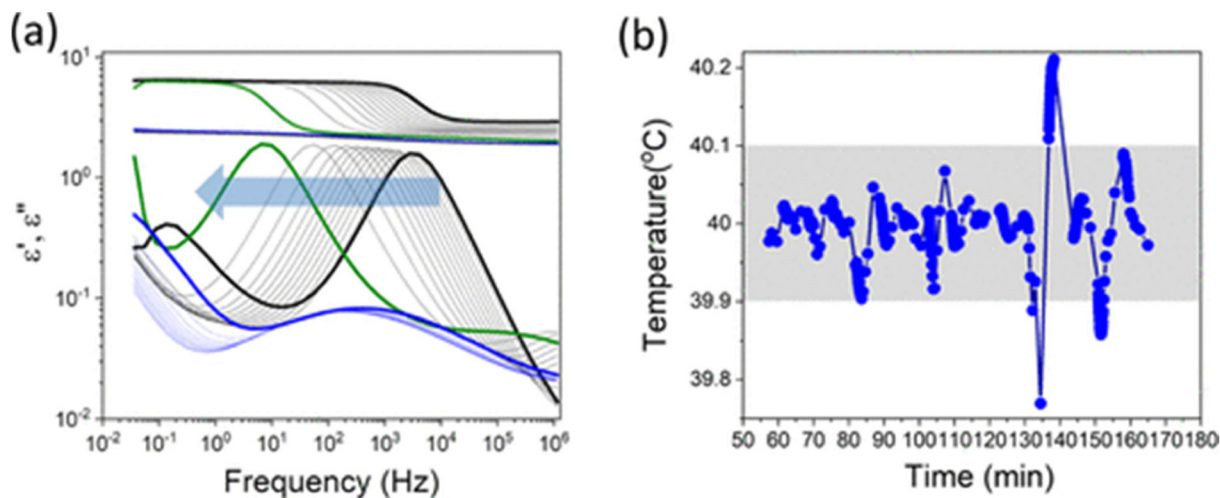 (a)
10¹
10⁰
10⁻¹
10⁻²
ε', ε"
10⁻² 10⁻¹ 10⁰ 10¹ 10² 10³ 10⁴ 10⁵ 10⁶
Frequency (Hz)
(b)
40.2
40.1
40
39.9
39.8
Temperature(°C)
50 60 70 80 90 100 110 120 130 140 150 160 170 180
Time (min)